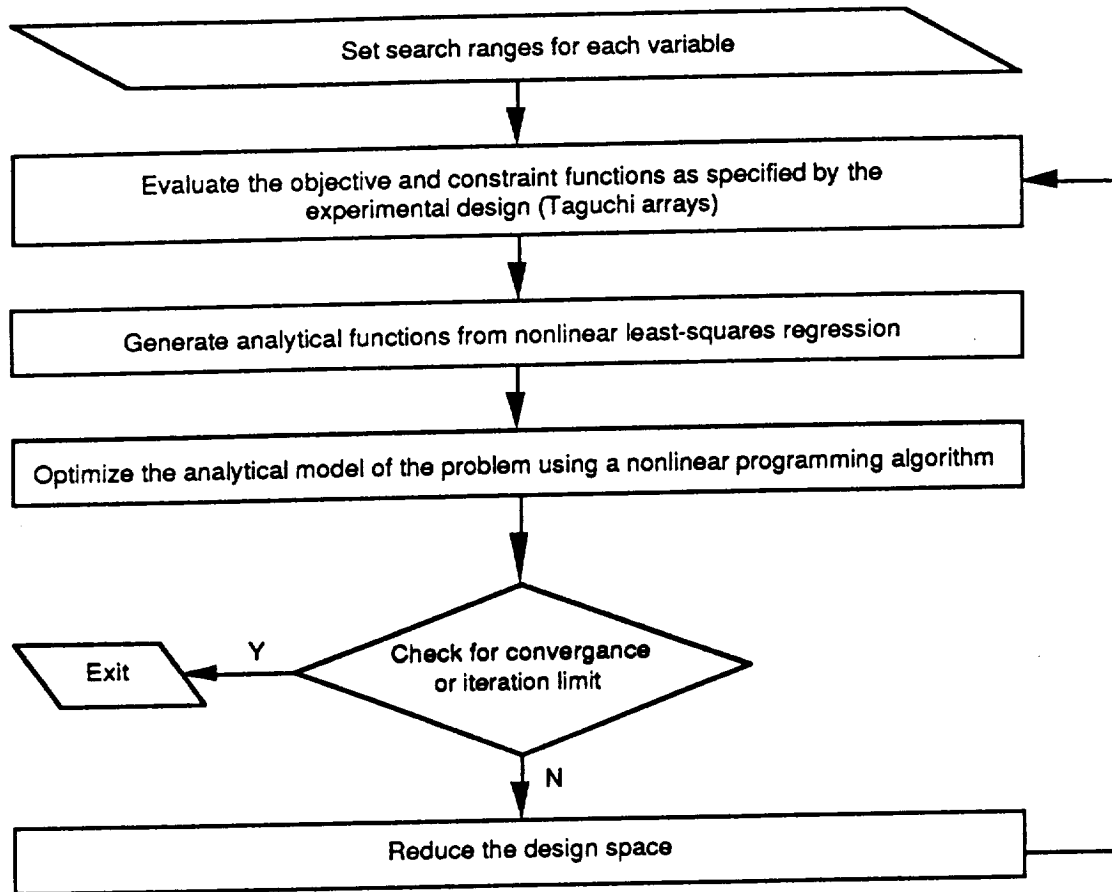 Set search ranges for each variable
Evaluate the objective and constraint functions as specified by the
experimental design (Taguchi arrays)
Generate analytical functions from nonlinear least-squares regression
Optimize the analytical model of the problem using a nonlinear programming algorithm
Check for convergance
or iteration limit
Y
Exit
N
Reduce the design space